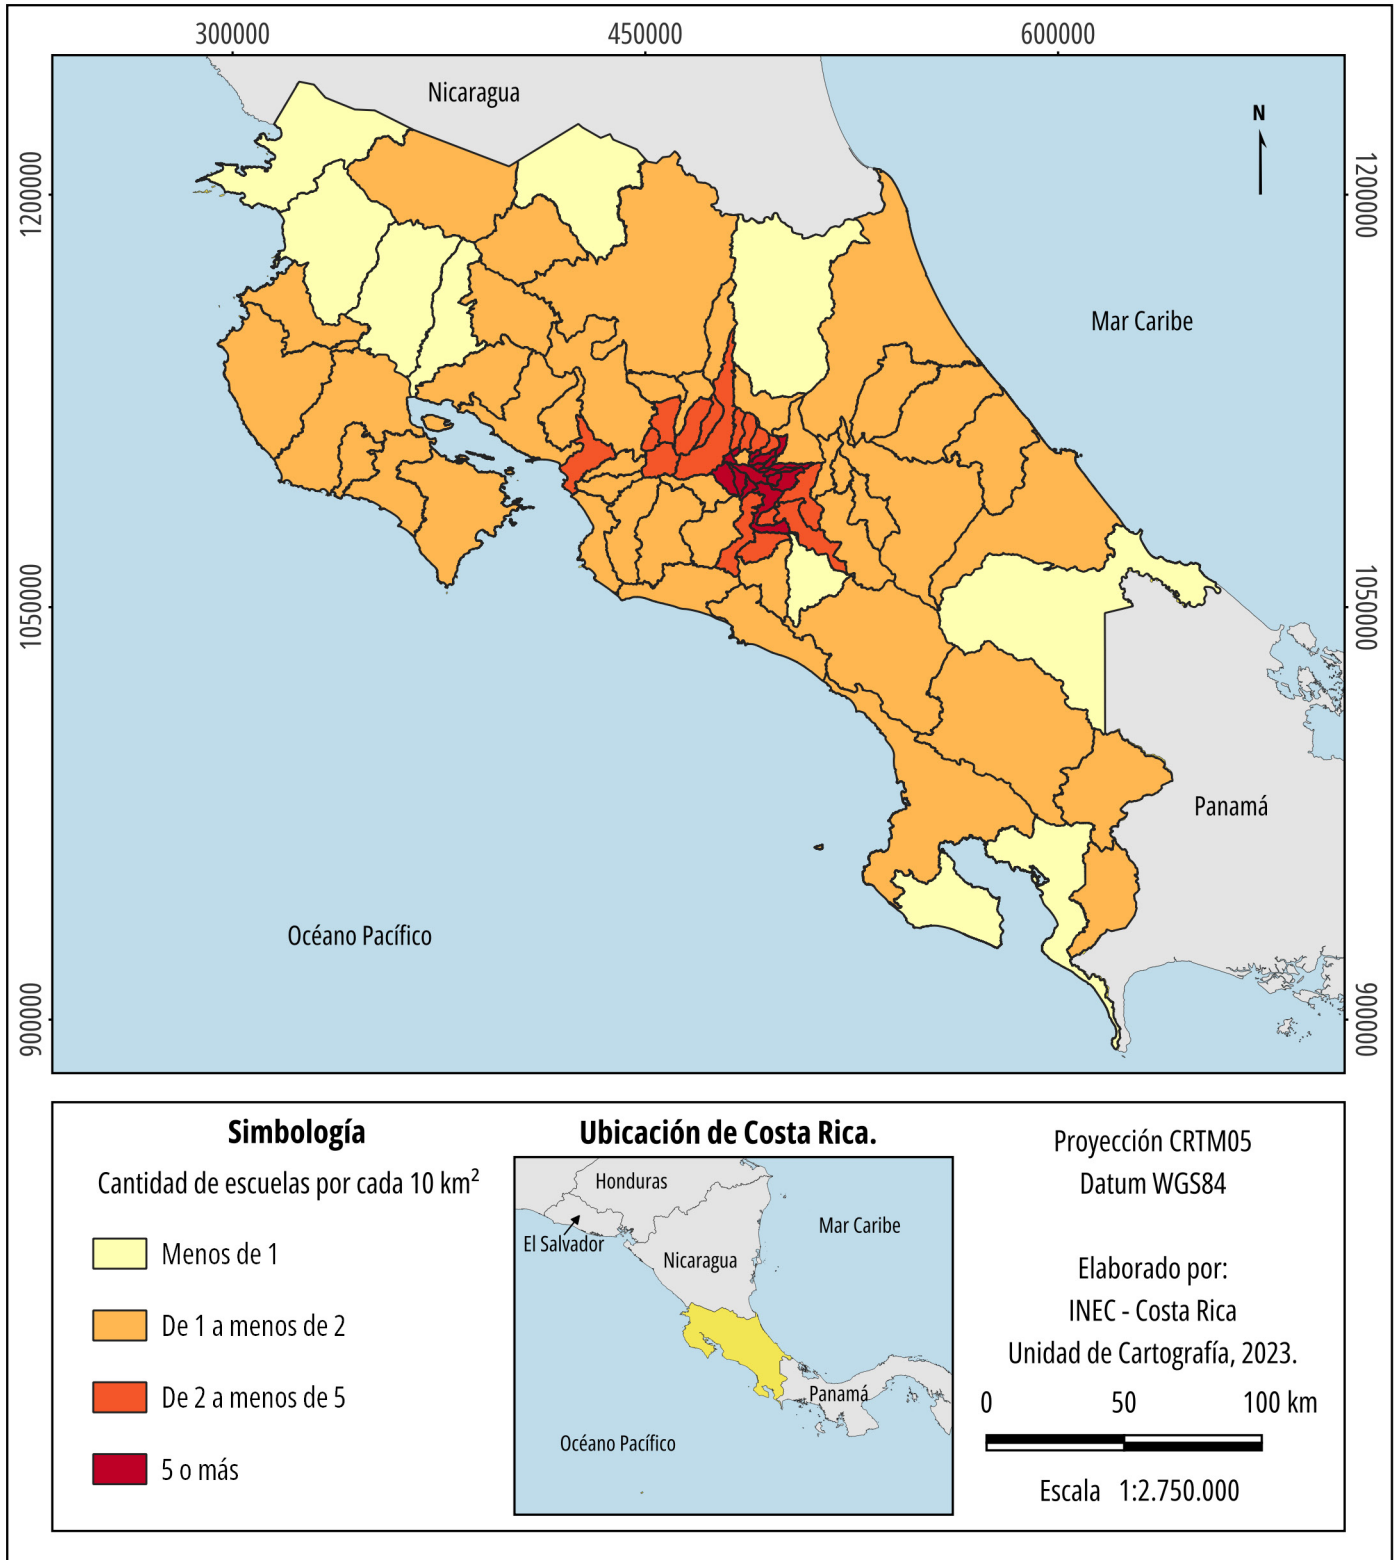 300000
450000
600000
Nicaragua
N
1200000
1200000
Mar Caribe
1050000
1050000
Panamá
Océano Pacífico
900000
900000
Simbología
Cantidad de escuelas por cada 10 km²
Menos de 1
De 1 a menos de 2
De 2 a menos de 5
5 o más
Ubicación de Costa Rica.
Honduras
Mar Caribe
El Salvador
Nicaragua
Panamá
Océano Pacífico
Proyección CRTM05
Datum WGS84
Elaborado por:
INEC - Costa Rica
Unidad de Cartografía, 2023.
0 50 100 km
Escala 1:2.750.000